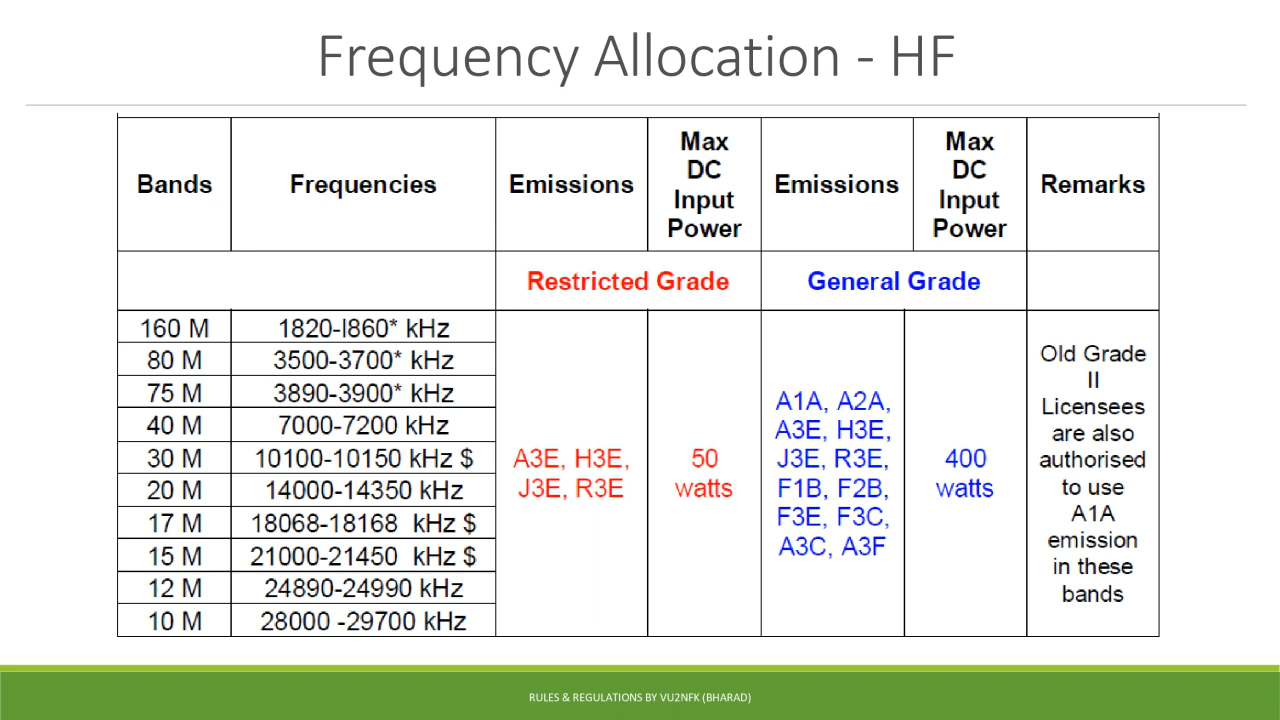 Frequency Allocation - HF
Bands Frequencies Emissions Max DC Input Power Emissions Max DC Input Power Remarks
Restricted Grade General Grade
160 M 1820-I860* kHz
80 M 3500-3700* kHz
75 M 3890-3900* kHz
40 M 7000-7200 kHz
30 M 10100-10150 kHz $
20 M 14000-14350 kHz
17 M 18068-18168 kHz $
15 M 21000-21450 kHz $
12 M 24890-24990 kHz
10 M 28000 -29700 kHz
A3E, H3E,
J3E, R3E
50
watts
A1A, A2A,
A3E, H3E,
J3E, R3E,
F1B, F2B,
F3E, F3C,
A3C, A3F
400
watts
Old Grade
II
Licensees
are also
authorised
to use
A1A
emission
in these
bands
RULES & REGULATIONS BY VU2NFK (BHARAD)